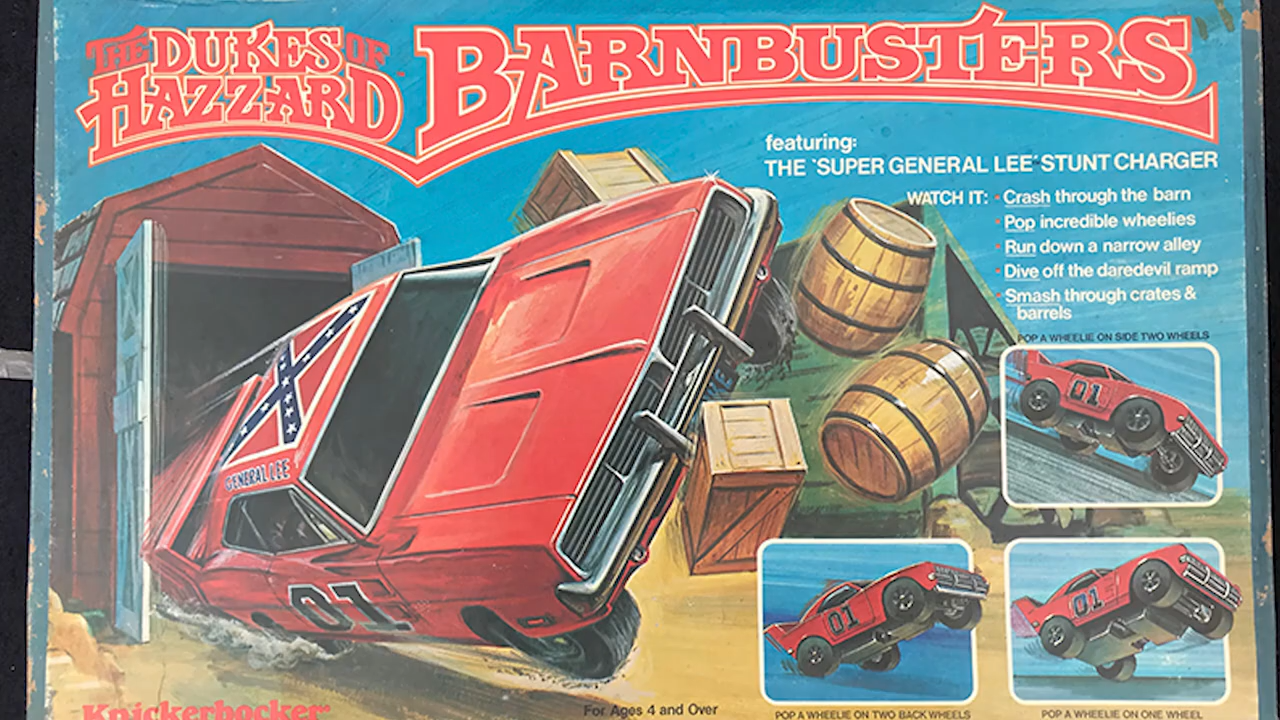 THE DUKES OF
HAZZARD
BARNBUSTERS
featuring:
THE 'SUPER GENERAL LEE' STUNT CHARGER
WATCH IT: · Crash through the barn
· Pop incredible wheelies
· Run down a narrow alley
· Dive off the daredevil ramp
· Smash through crates &
barrels
POP A WHEELIE ON SIDE TWO WHEELS
01
GENERAL LEE
01
01
01
Knickerbocker
For Ages 4 and Over
POP A WHEELIE ON TWO BACK WHEELS
POP A WHEELIE ON ONE WHEEL